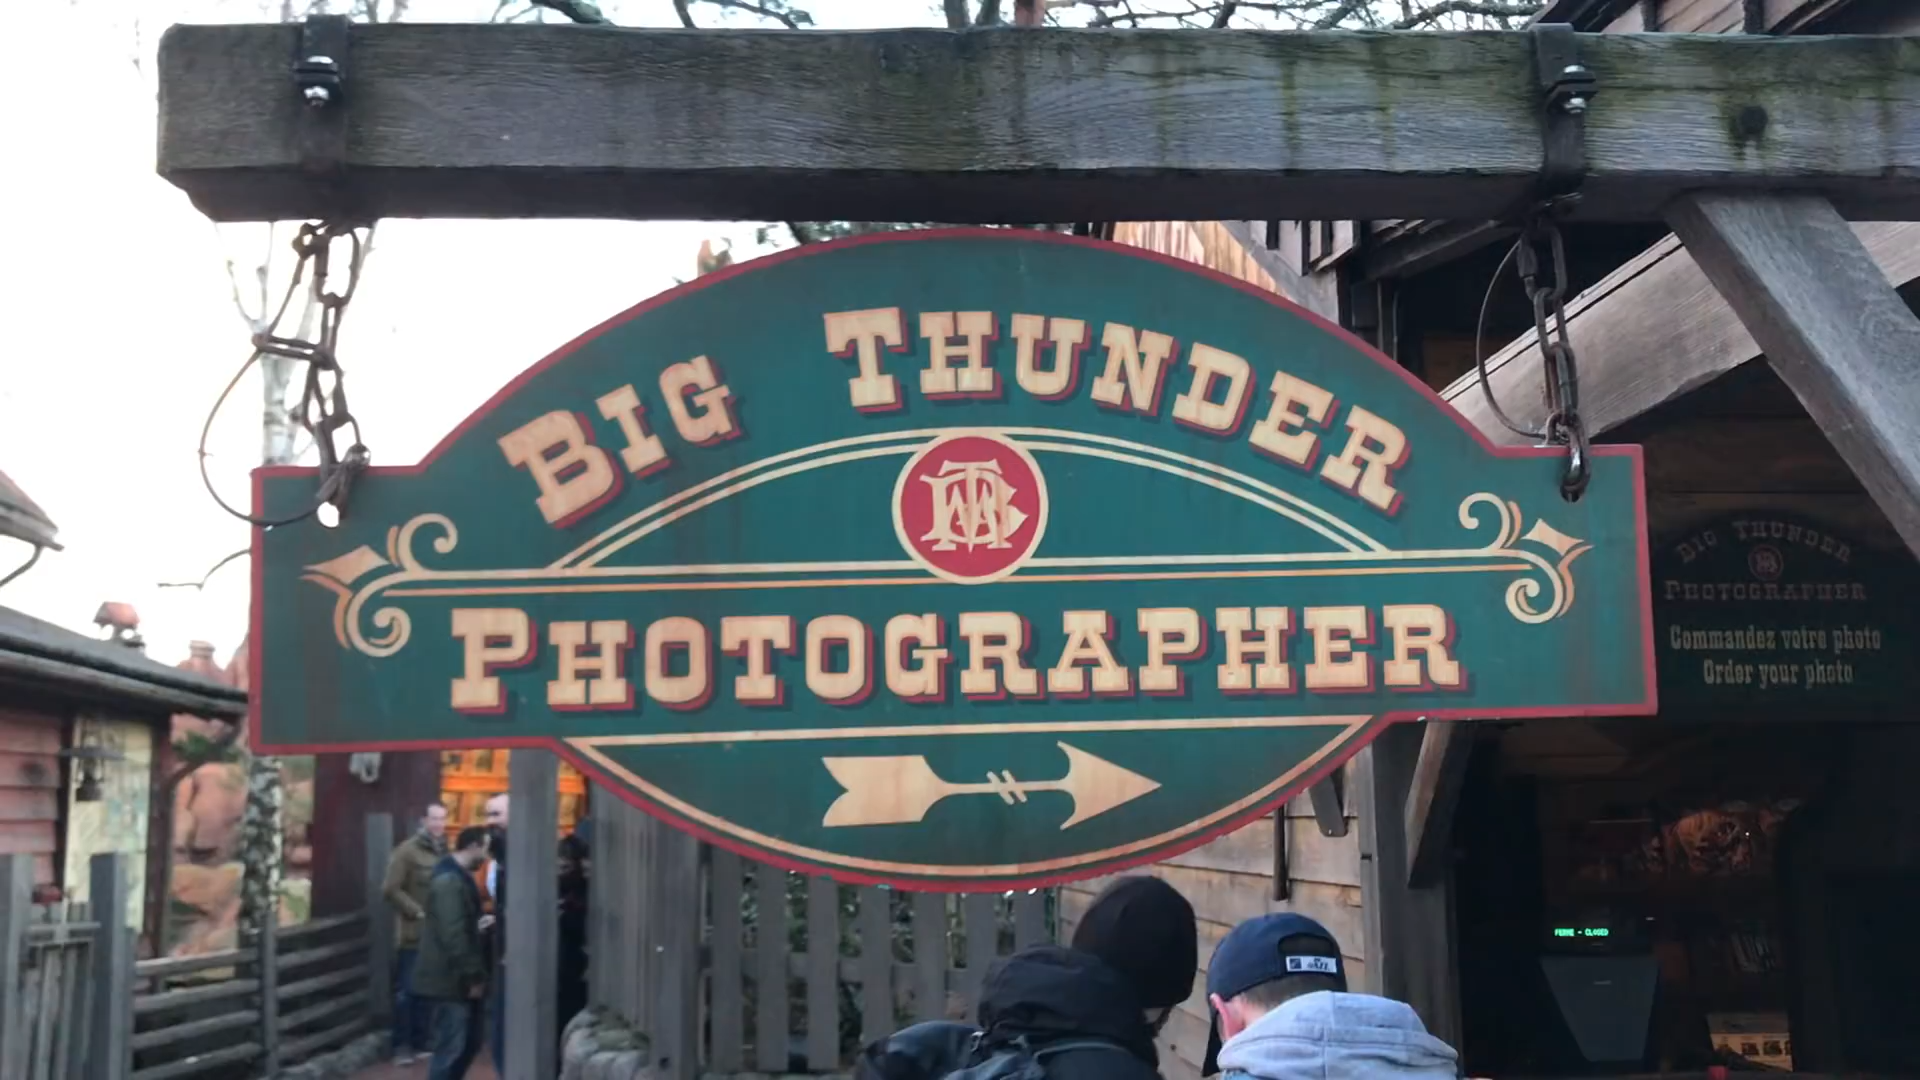 BIG THUNDER
PHOTOGRAPHER
BIG THUNDER
PHOTOGRAPHER
Commandez votre photo
Order your photo
FERME - CLOSED